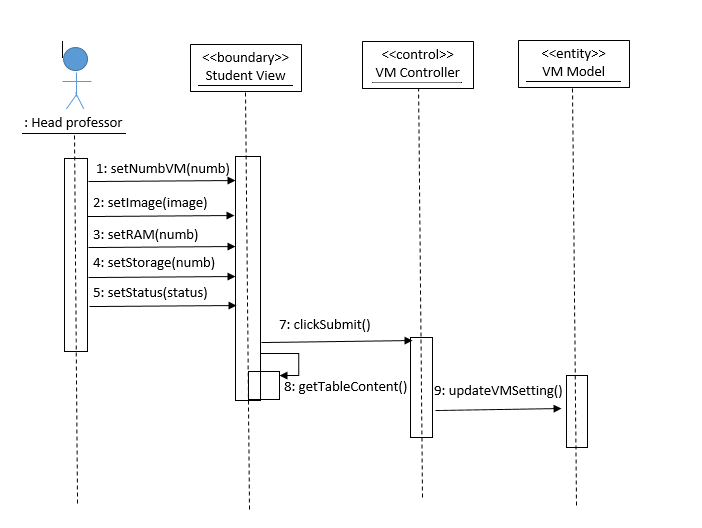 <<boundary>>
Student View
<<control>>
VM Controller
<<entity>>
VM Model
: Head professor
1: setNumbVM(numb)
2: setImage(image)
3: setRAM(numb)
4: setStorage(numb)
5: setStatus(status)
7: clickSubmit()
8: getTableContent()
9: updateVMSetting()